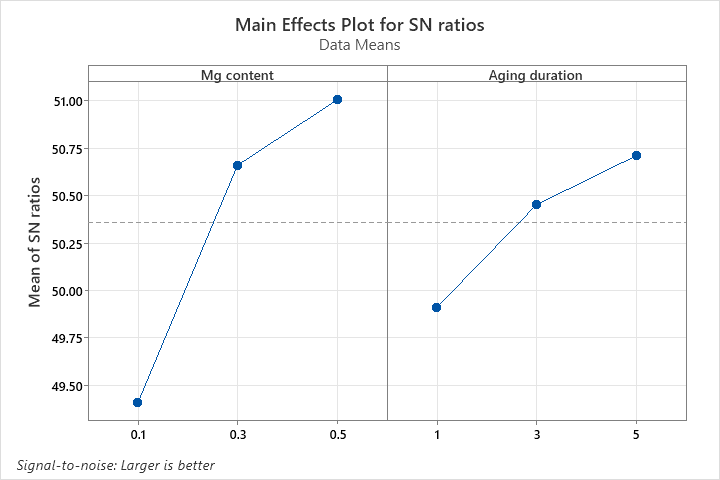 Main Effects Plot for SN ratios
Data Means
Mg content
Aging duration
Mean of SN ratios
51.00
50.75
50.50
50.25
50.00
49.75
49.50
0.1 0.3 0.5 1 3 5
Signal-to-noise: Larger is better